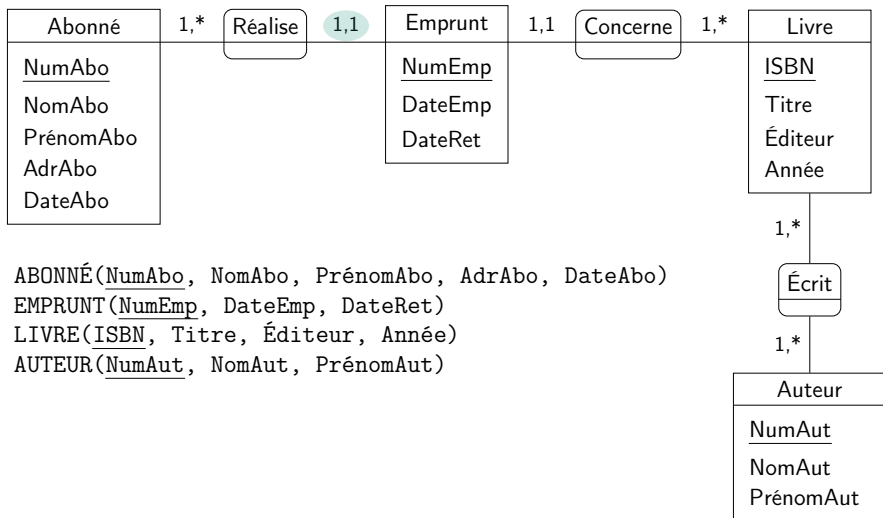 Abonné
NumAbo
NomAbo
PrénomAbo
AdrAbo
DateAbo
1,*
Réalise
1,1
Emprunt
NumEmp
DateEmp
DateRet
1,1
Concerne
1,*
Livre
ISBN
Titre
Éditeur
Année
1,*
Écrit
1,*
Auteur
NumAut
NomAut
PrénomAut
ABONNÉ(NumAbo, NomAbo, PrénomAbo, AdrAbo, DateAbo)
EMPRUNT(NumEmp, DateEmp, DateRet)
LIVRE(ISBN, Titre, Éditeur, Année)
AUTEUR(NumAut, NomAut, PrénomAut)